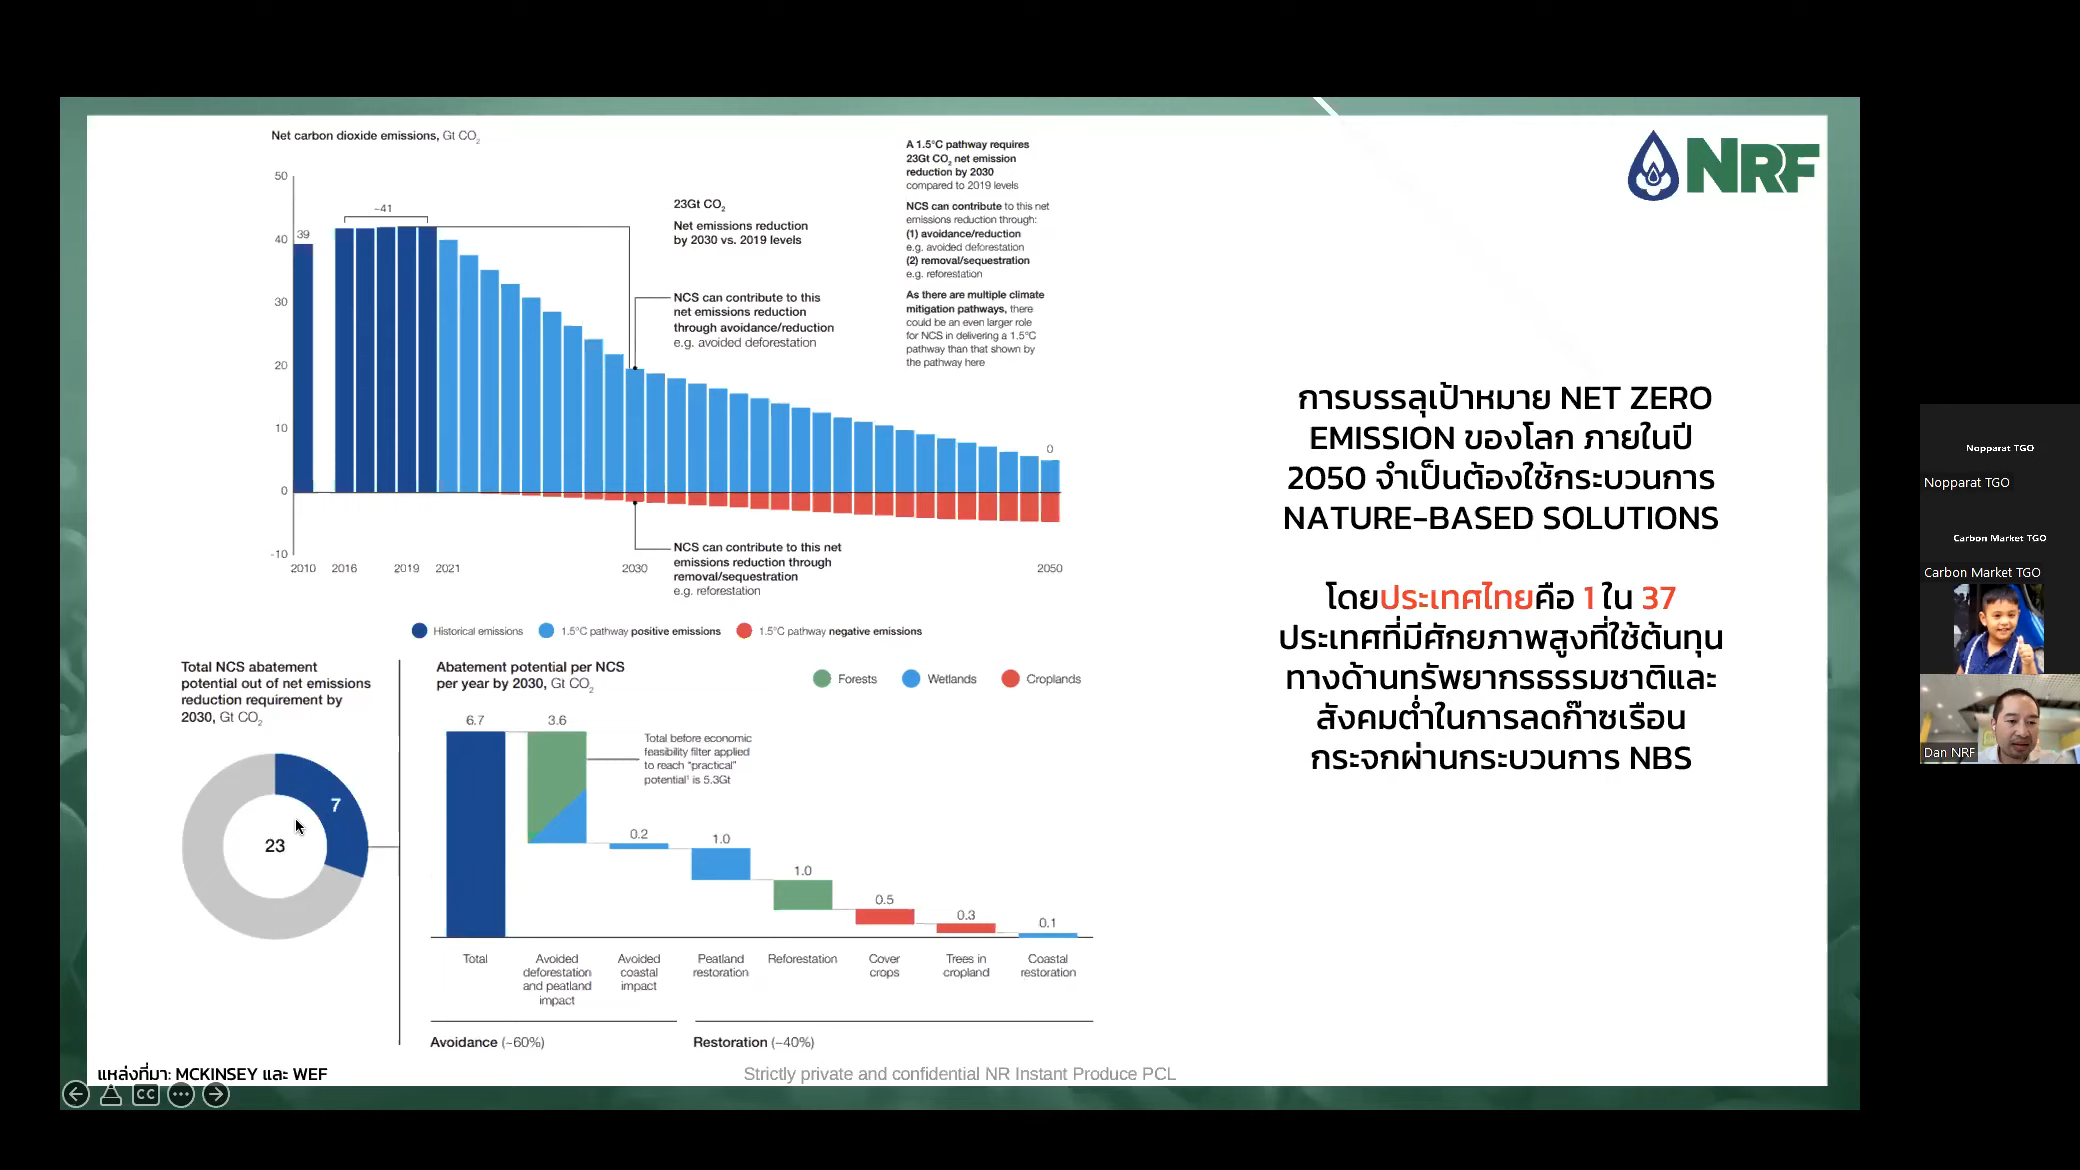 Net carbon dioxide emissions, Gt CO₂
50
40
30
20
10
0
-10
39
~41
0
2010
2016
2019
2021
2030
2050
23Gt CO₂
Net emissions reduction
by 2030 vs. 2019 levels
NCS can contribute to this
net emissions reduction
through avoidance/reduction
e.g. avoided deforestation
NCS can contribute to this net
emissions reduction through
removal/sequestration
e.g. reforestation
A 1.5°C pathway requires
23Gt CO₂ net emission
reduction by 2030
compared to 2019 levels
NCS can contribute to this net
emissions reduction through:
(1) avoidance/reduction
e.g. avoided deforestation
(2) removal/sequestration
e.g. reforestation
As there are multiple climate
mitigation pathways, there
could be an even larger role
for NCS in delivering a 1.5°C
pathway than that shown by
the pathway here
Historical emissions
1.5°C pathway positive emissions
1.5°C pathway negative emissions
Total NCS abatement
potential out of net emissions
reduction requirement by
2030, Gt CO₂
7
23
Abatement potential per NCS
per year by 2030, Gt CO₂
Forests
Wetlands
Croplands
6.7
3.6
0.2
1.0
1.0
0.5
0.3
0.1
Total before economic
feasibility filter applied
to reach "practical"
potential¹ is 5.3Gt
Total
Avoided
deforestation
and peatland
impact
Avoided
coastal
impact
Peatland
restoration
Reforestation
Cover
crops
Trees in
cropland
Coastal
restoration
Avoidance (~60%)
Restoration (~40%)
แหล่งที่มา: MCKINSEY และ WEF
Strictly private and confidential NR Instant Produce PCL
CC
NRF
การบรรลุเป้าหมาย NET ZERO
EMISSION ของโลก ภายในปี
2050 จำเป็นต้องใช้กระบวนการ
NATURE-BASED SOLUTIONS
โดยประเทศไทยคือ 1 ใน 37
ประเทศที่มีศักยภาพสูงที่ใช้ต้นทุน
ทางด้านทรัพยากรธรรมชาติและ
สังคมต่ำในการลดก๊าซเรือน
กระจกผ่านกระบวนการ NBS
Nopparat TGO
Nopparat TGO
Carbon Market TGO
Carbon Market TGO
Dan NRF